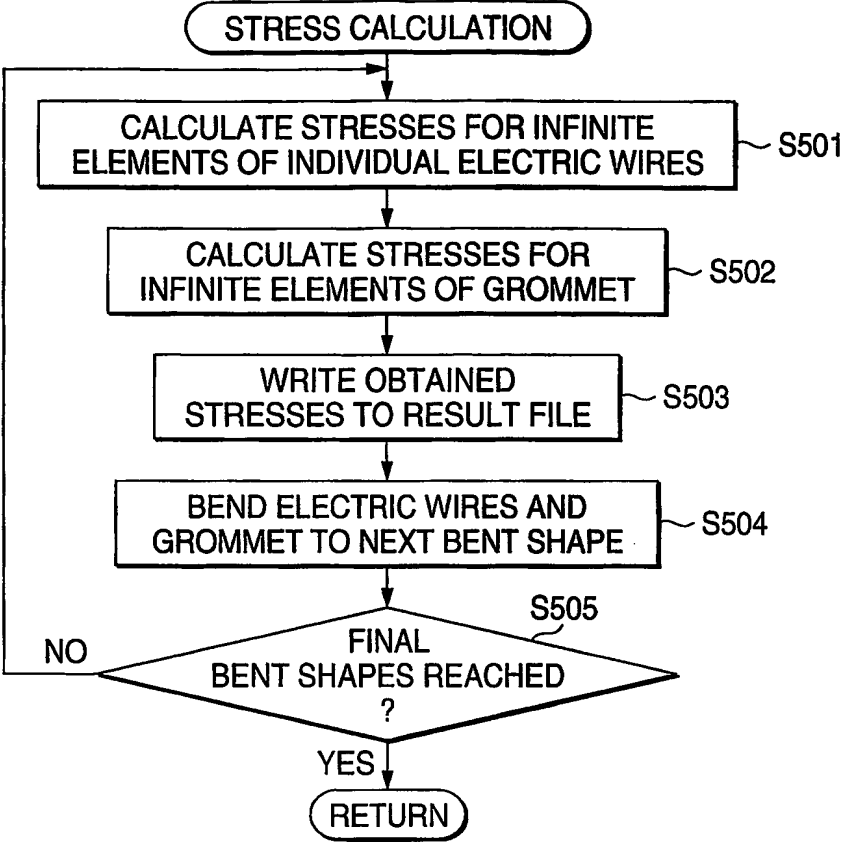 STRESS CALCULATION
CALCULATE STRESSES FOR INFINITE
ELEMENTS OF INDIVIDUAL ELECTRIC WIRES
S501
CALCULATE STRESSES FOR
INFINITE ELEMENTS OF GROMMET
S502
WRITE OBTAINED
STRESSES TO RESULT FILE
S503
BEND ELECTRIC WIRES AND
GROMMET TO NEXT BENT SHAPE
S504
S505
FINAL
BENT SHAPES REACHED
?
NO
YES
RETURN